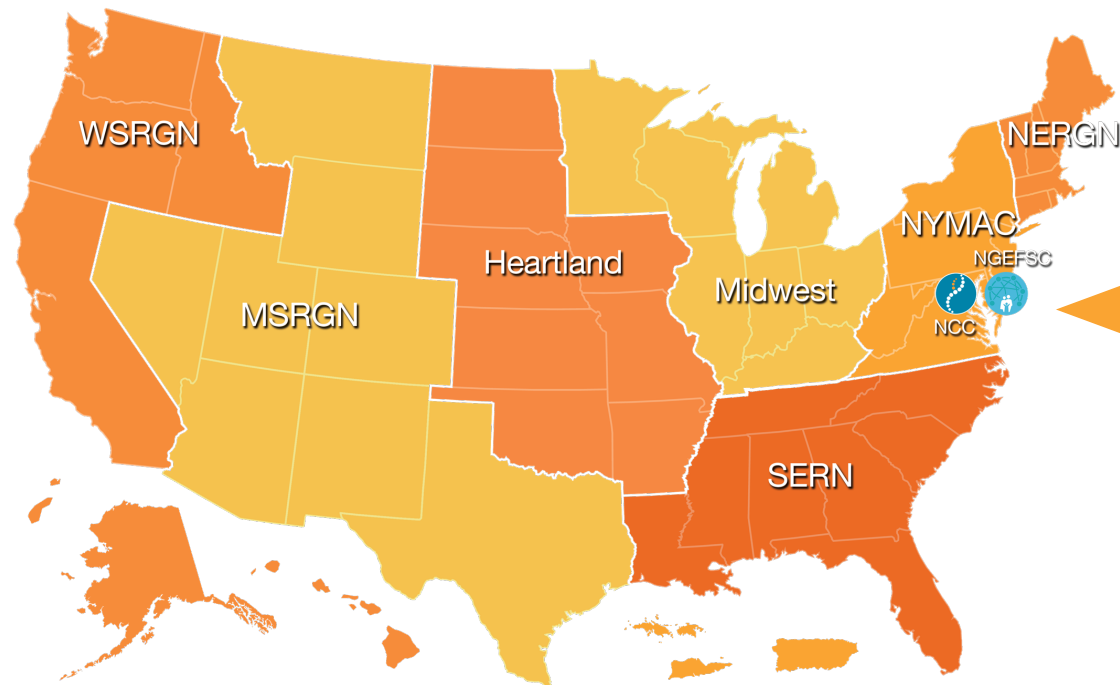 WSRGN
NERGN
NYMAC
NGEFSC
Heartland
Midwest
MSRGN
NCC
SERN